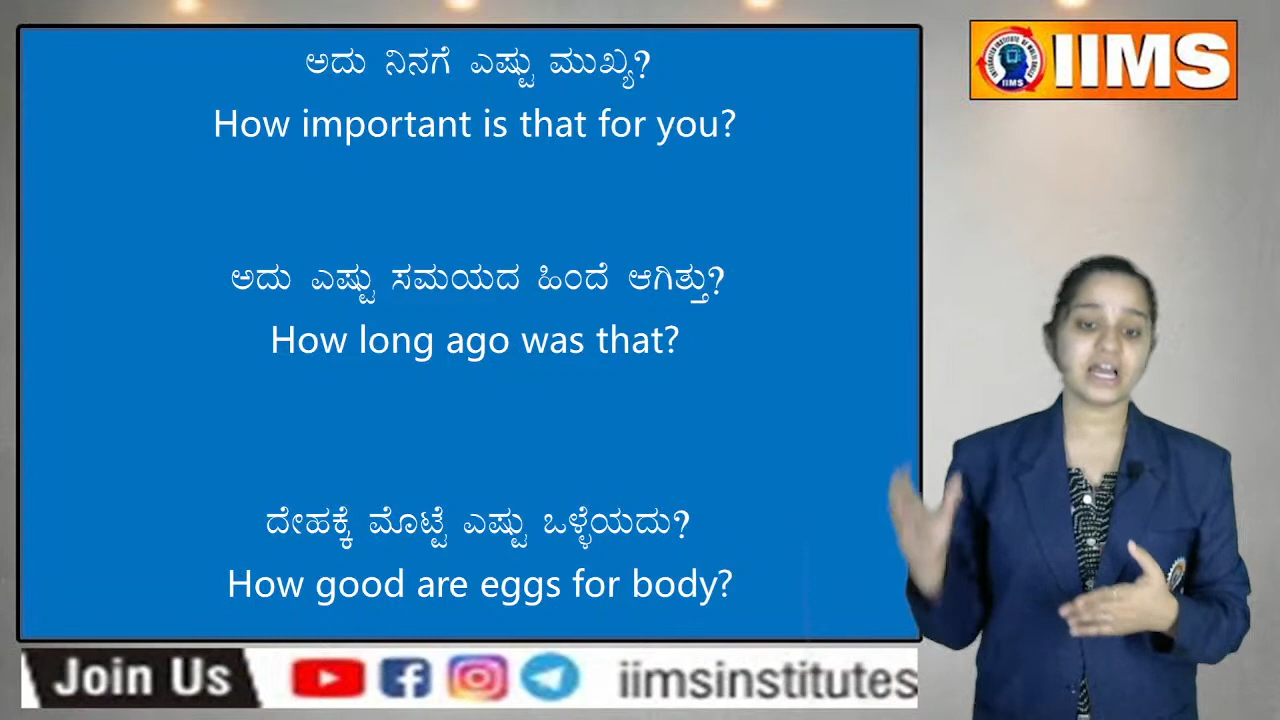 ಅದು ನಿನಗೆ ಎಷ್ಟು ಮುಖ್ಯ?
How important is that for you?
ಅದು ಎಷ್ಟು ಸಮಯದ ಹಿಂದೆ ಆಗಿತ್ತು?
How long ago was that?
ದೇಹಕ್ಕೆ ಮೊಟ್ಟೆ ಎಷ್ಟು ಒಳ್ಳೆಯದು?
How good are eggs for body?
IIMS
IIMS
Join Us
iimsinstitutes